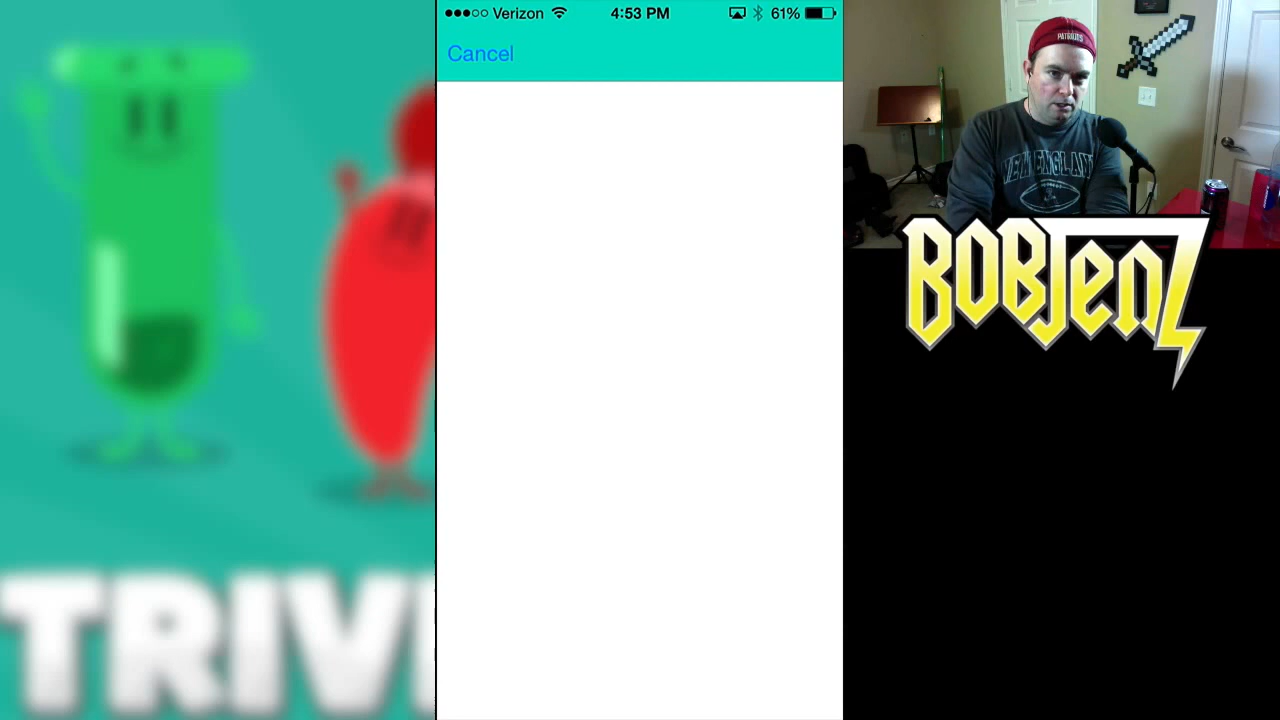 Verizon 4:53 PM 61%
Cancel
PATRIOTS
NEW ENGLAND
BOBJENZ
TRIVI